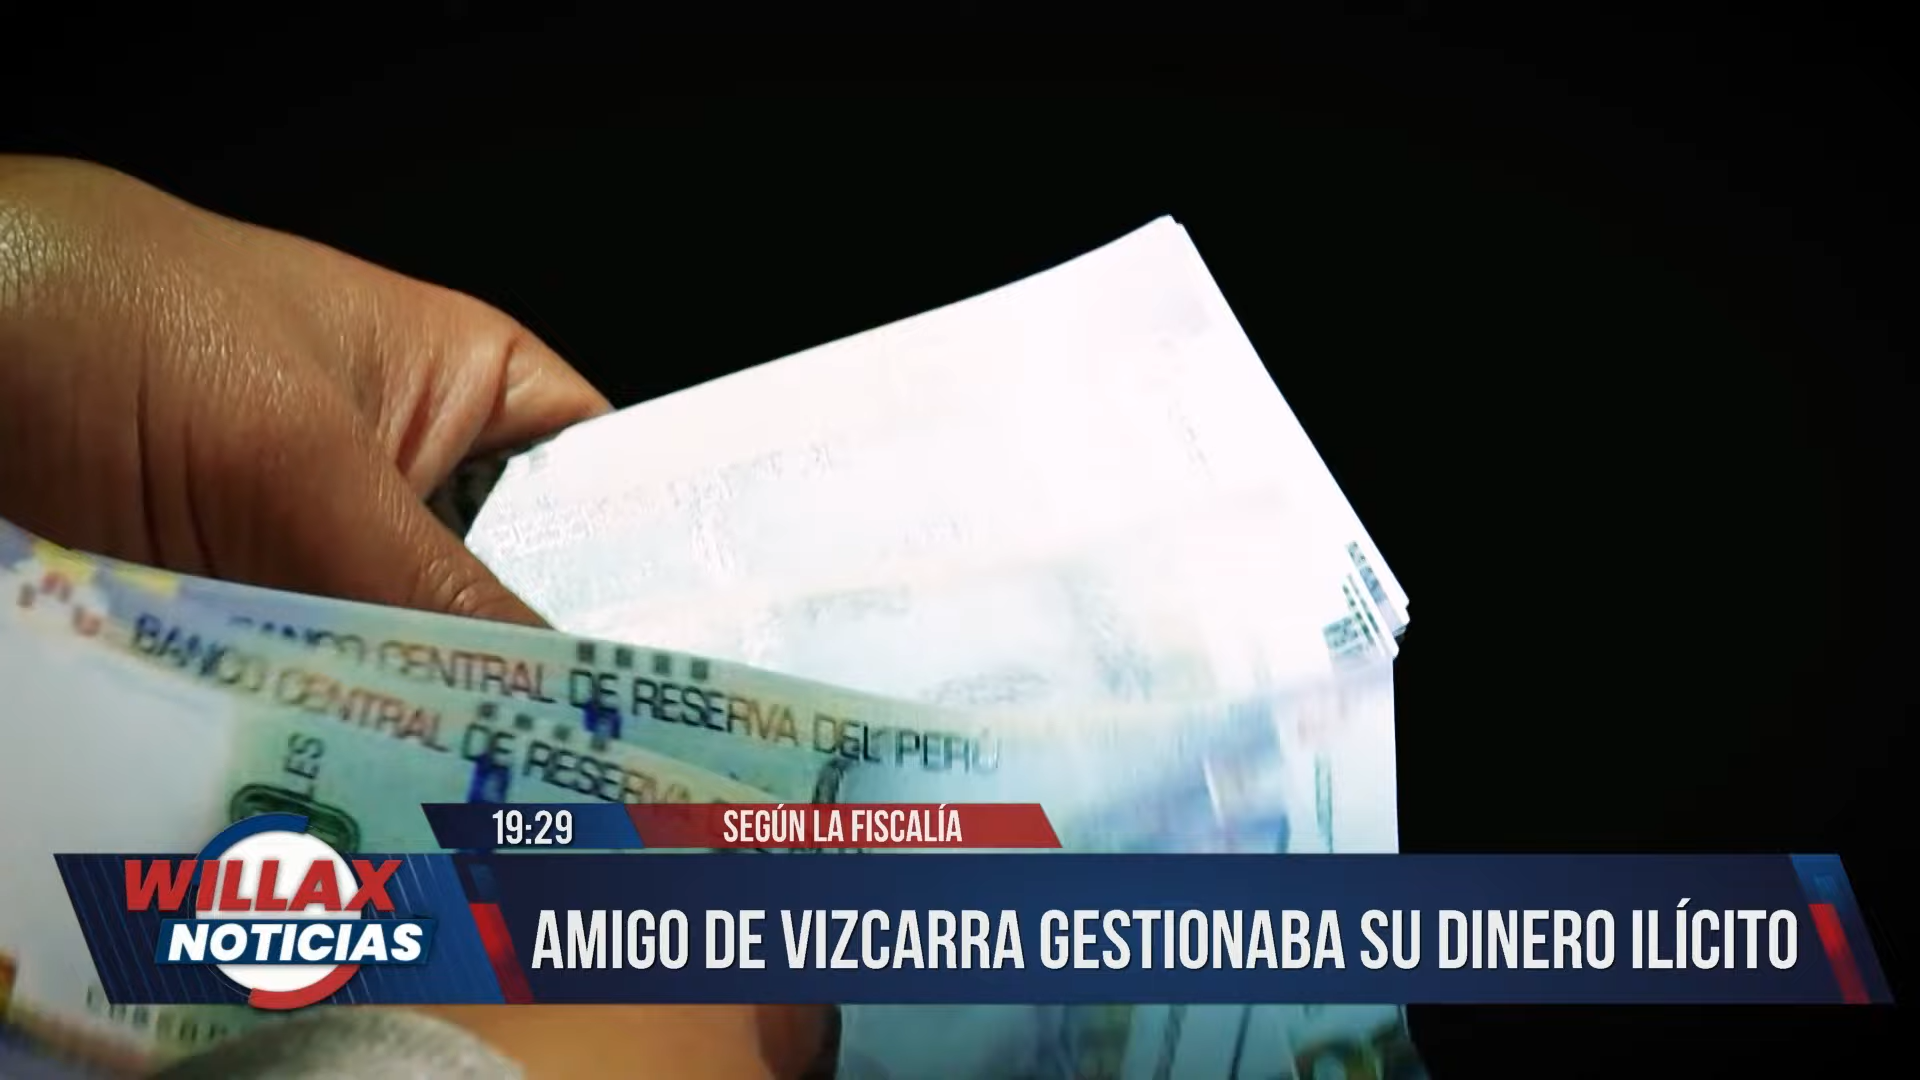 BANCO CENTRAL DE RESERVA DEL PERÚ
BANCO CENTRAL DE RESERVA
LES
19:29
SEGÚN LA FISCALÍA
WILLAX
NOTICIAS
AMIGO DE VIZCARRA GESTIONABA SU DINERO ILÍCITO